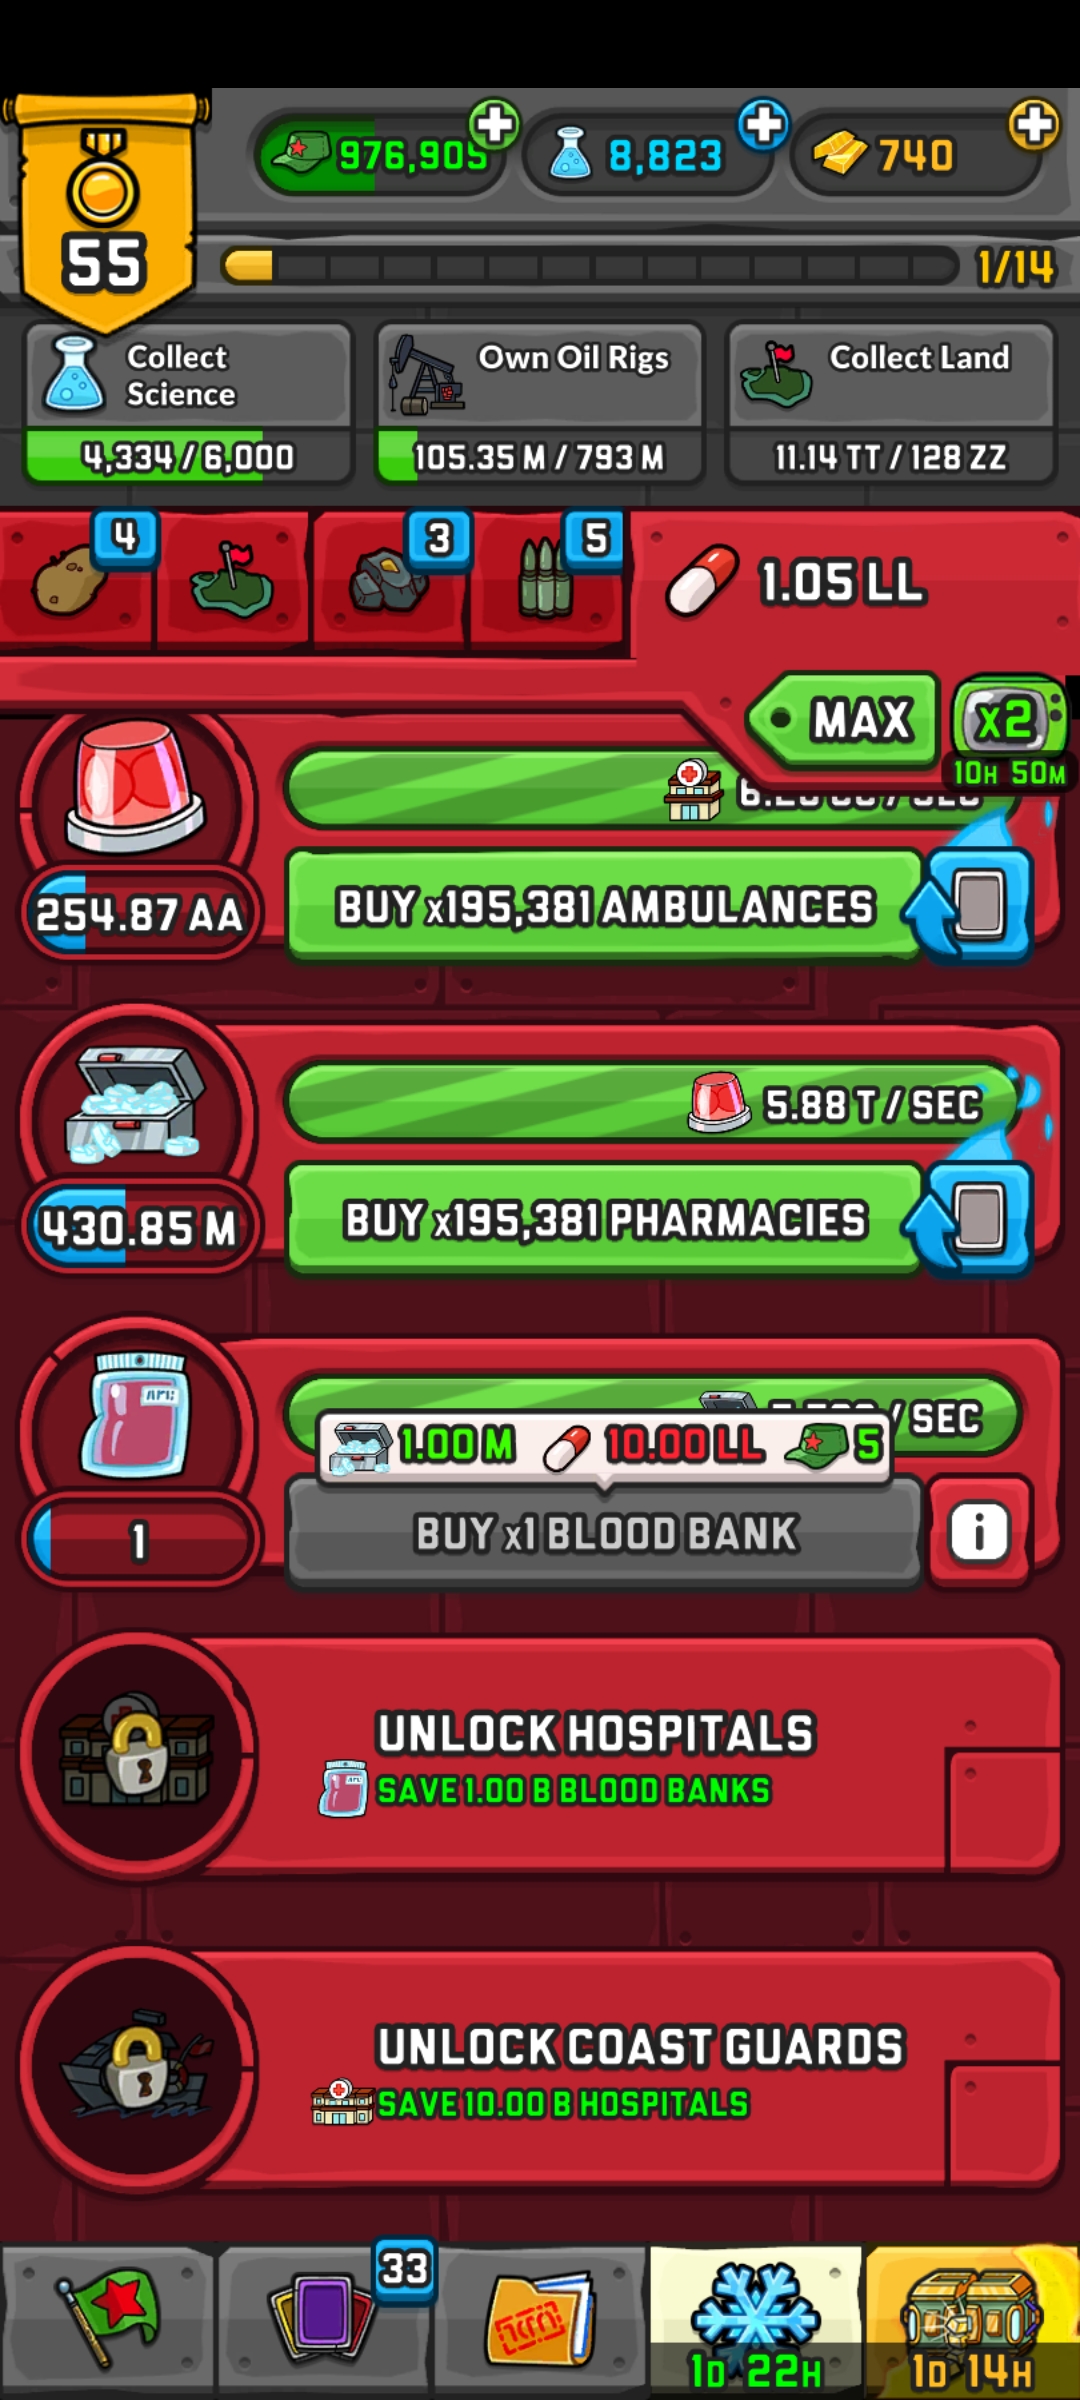 976,905
8,823
740
55
1/14
Collect
Science
4,334 / 6,000
Own Oil Rigs
105.35 M / 793 M
Collect Land
11.14 TT / 128 ZZ
4
3
5
1.05 LL
MAX
x2
10H 50M
/ SEC
254.87 AA
BUY x195,381 AMBULANCES
5.88 T / SEC
430.85 M
BUY x195,381 PHARMACIES
/ SEC
1.00 M
10.00 LL
5
1
BUY x1 BLOOD BANK
i
UNLOCK HOSPITALS
SAVE 1.00 B BLOOD BANKS
UNLOCK COAST GUARDS
SAVE 10.00 B HOSPITALS
33
1D 22H
1D 14H